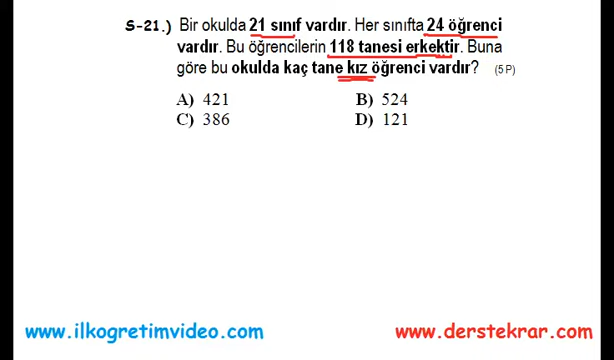 S-21.) Bir okulda 21 sınıf vardır. Her sınıfta 24 öğrenci
vardır. Bu öğrencilerin 118 tanesi erkektir. Buna
göre bu okulda kaç tane kız öğrenci vardır? (5 P)
A) 421 B) 524
C) 386 D) 121
www.ilkogretimvideo.com www.derstekrar.com